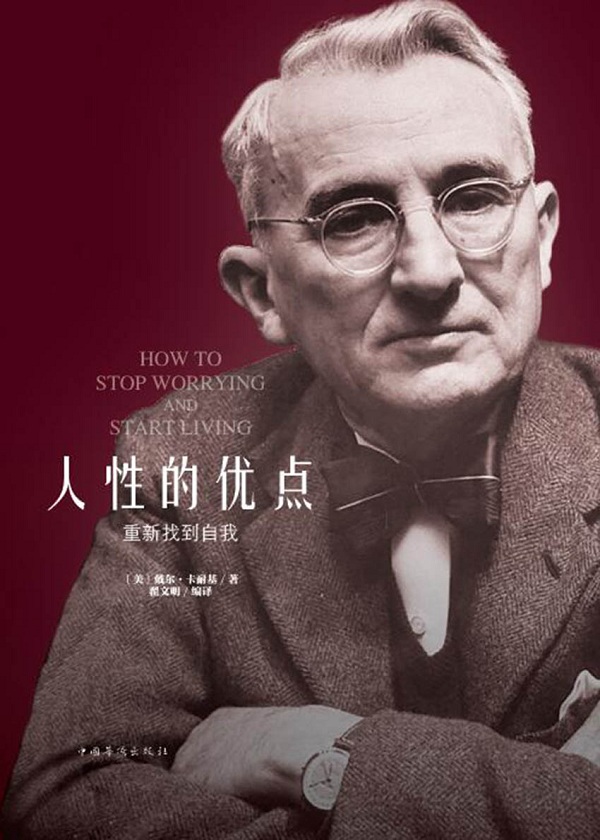 HOW TO
STOP WORRYING
AND
START LIVING
人性的优点
重新找到自我
〔美〕戴尔·卡耐基/著
翟文明/编译
中国华侨出版社